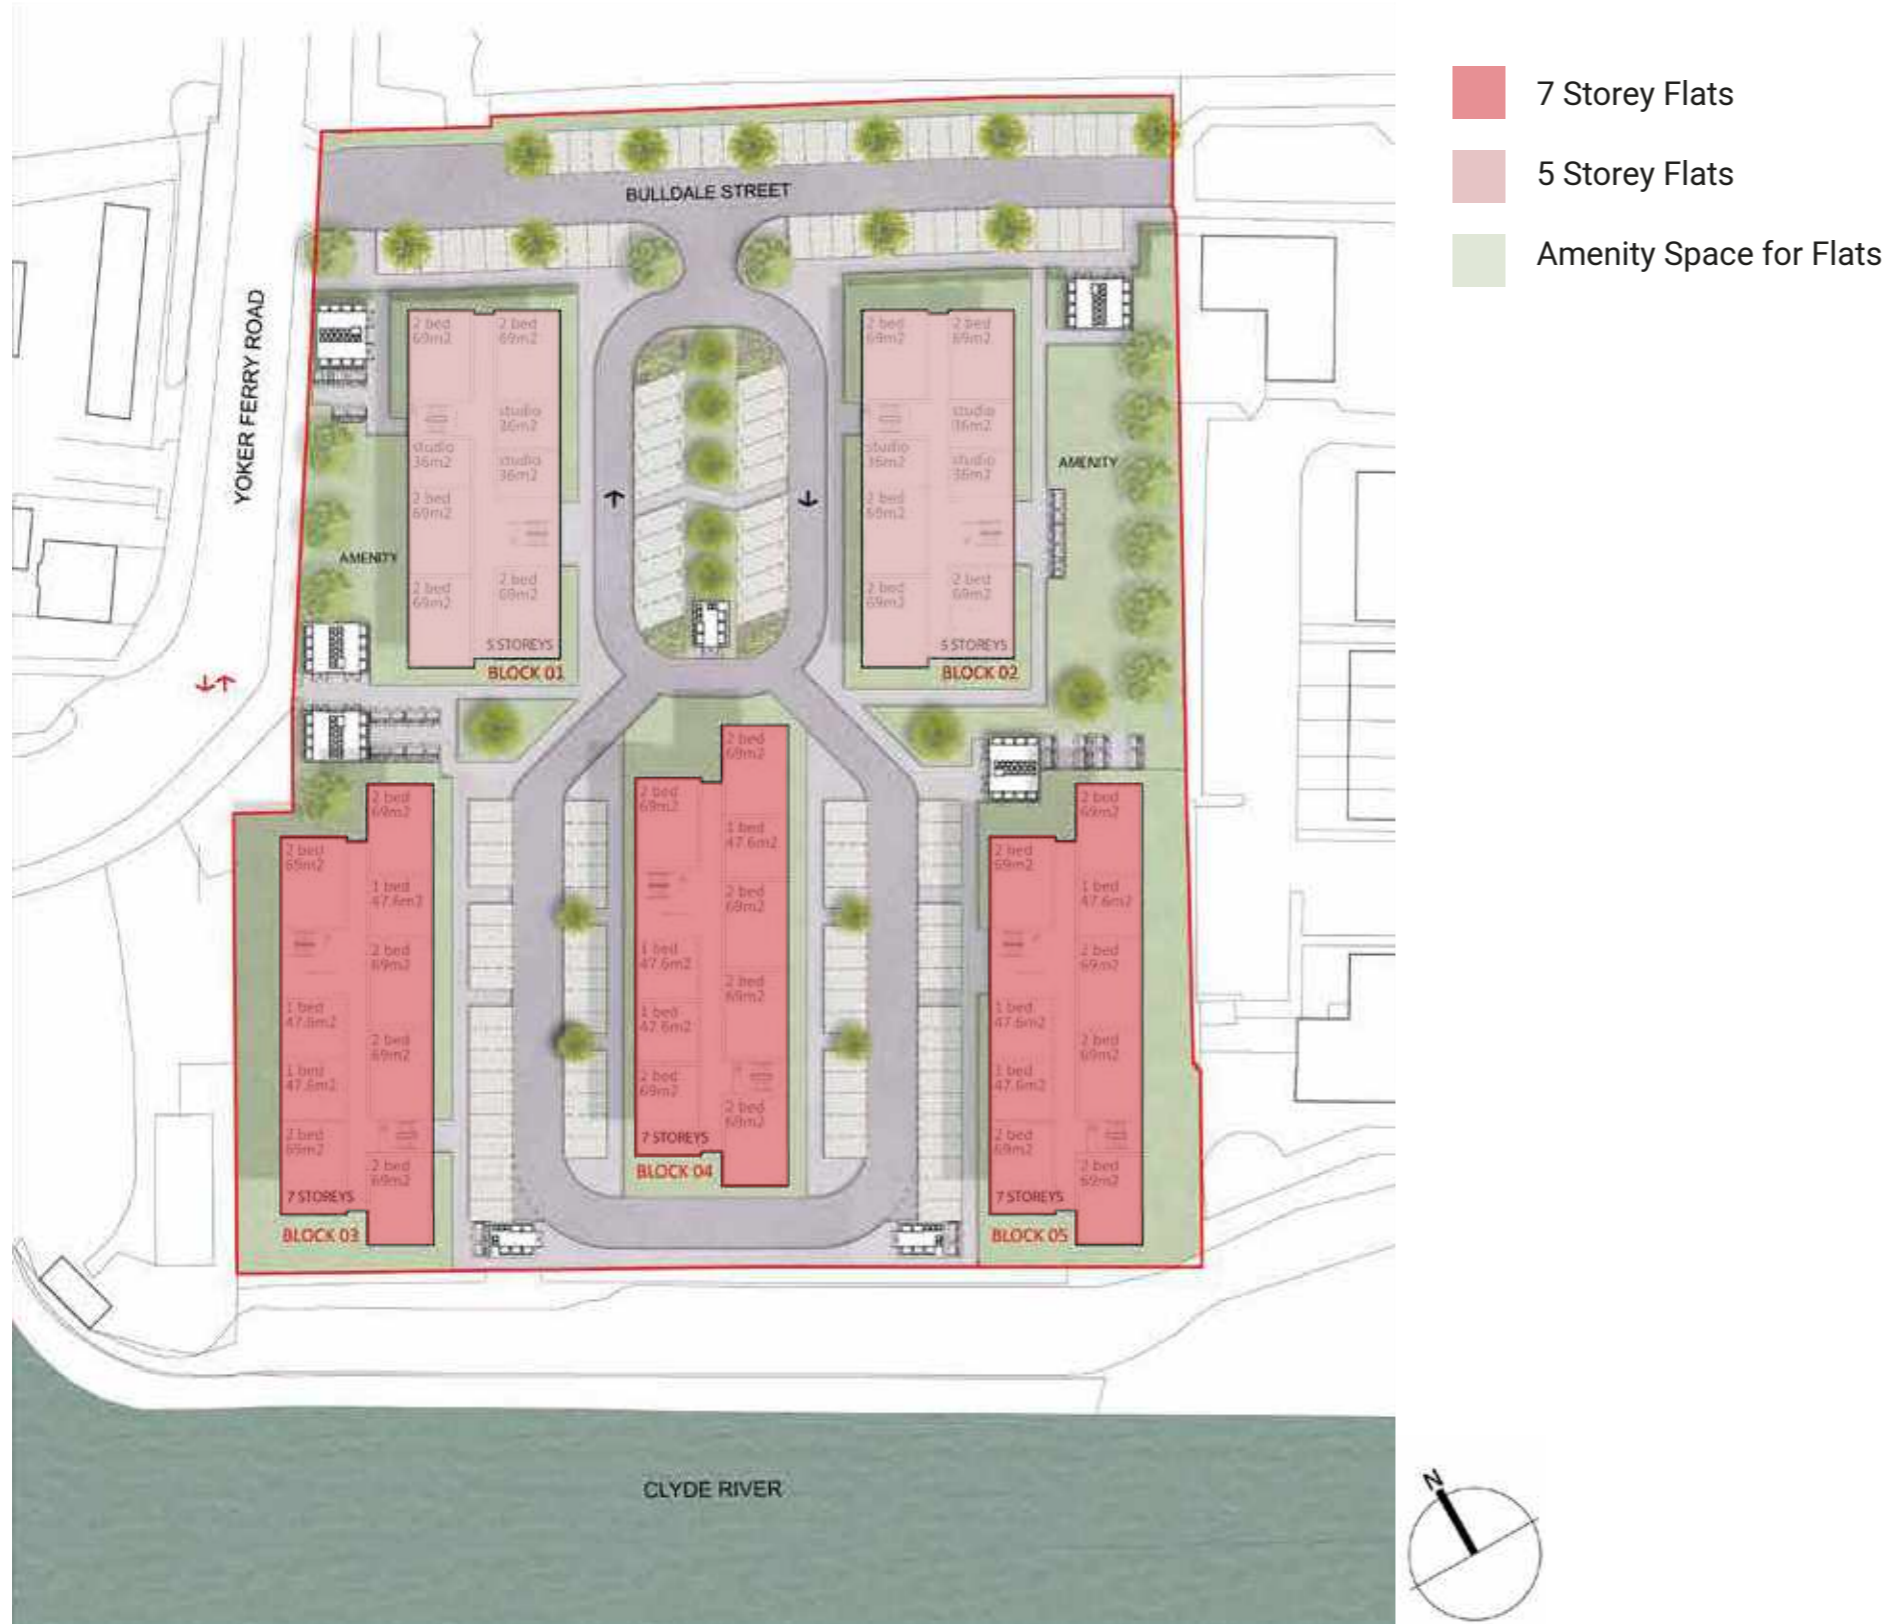 7 Storey Flats
5 Storey Flats
Amenity Space for Flats
BULLDALE STREET
YOKER FERRY ROAD
2 bed
69m2
2 bed
69m2
studio
36m2
studio
36m2
studio
36m2
2 bed
69m2
2 bed
69m2
2 bed
69m2
AMENITY
5 STOREYS
BLOCK 01
2 bed
69m2
2 bed
69m2
studio
36m2
studio
36m2
studio
36m2
2 bed
69m2
2 bed
69m2
2 bed
69m2
AMENITY
5 STOREYS
BLOCK 02
2 bed
69m2
2 bed
69m2
1 bed
47.6m2
2 bed
69m2
1 bed
47.6m2
2 bed
69m2
1 bed
47.6m2
2 bed
69m2
2 bed
69m2
7 STOREYS
BLOCK 03
2 bed
69m2
2 bed
69m2
1 bed
47.6m2
2 bed
69m2
1 bed
47.6m2
2 bed
69m2
1 bed
47.6m2
2 bed
69m2
2 bed
69m2
7 STOREYS
BLOCK 04
2 bed
69m2
2 bed
69m2
1 bed
47.6m2
2 bed
69m2
1 bed
47.6m2
2 bed
69m2
1 bed
47.6m2
2 bed
69m2
2 bed
69m2
7 STOREYS
BLOCK 05
CLYDE RIVER
N